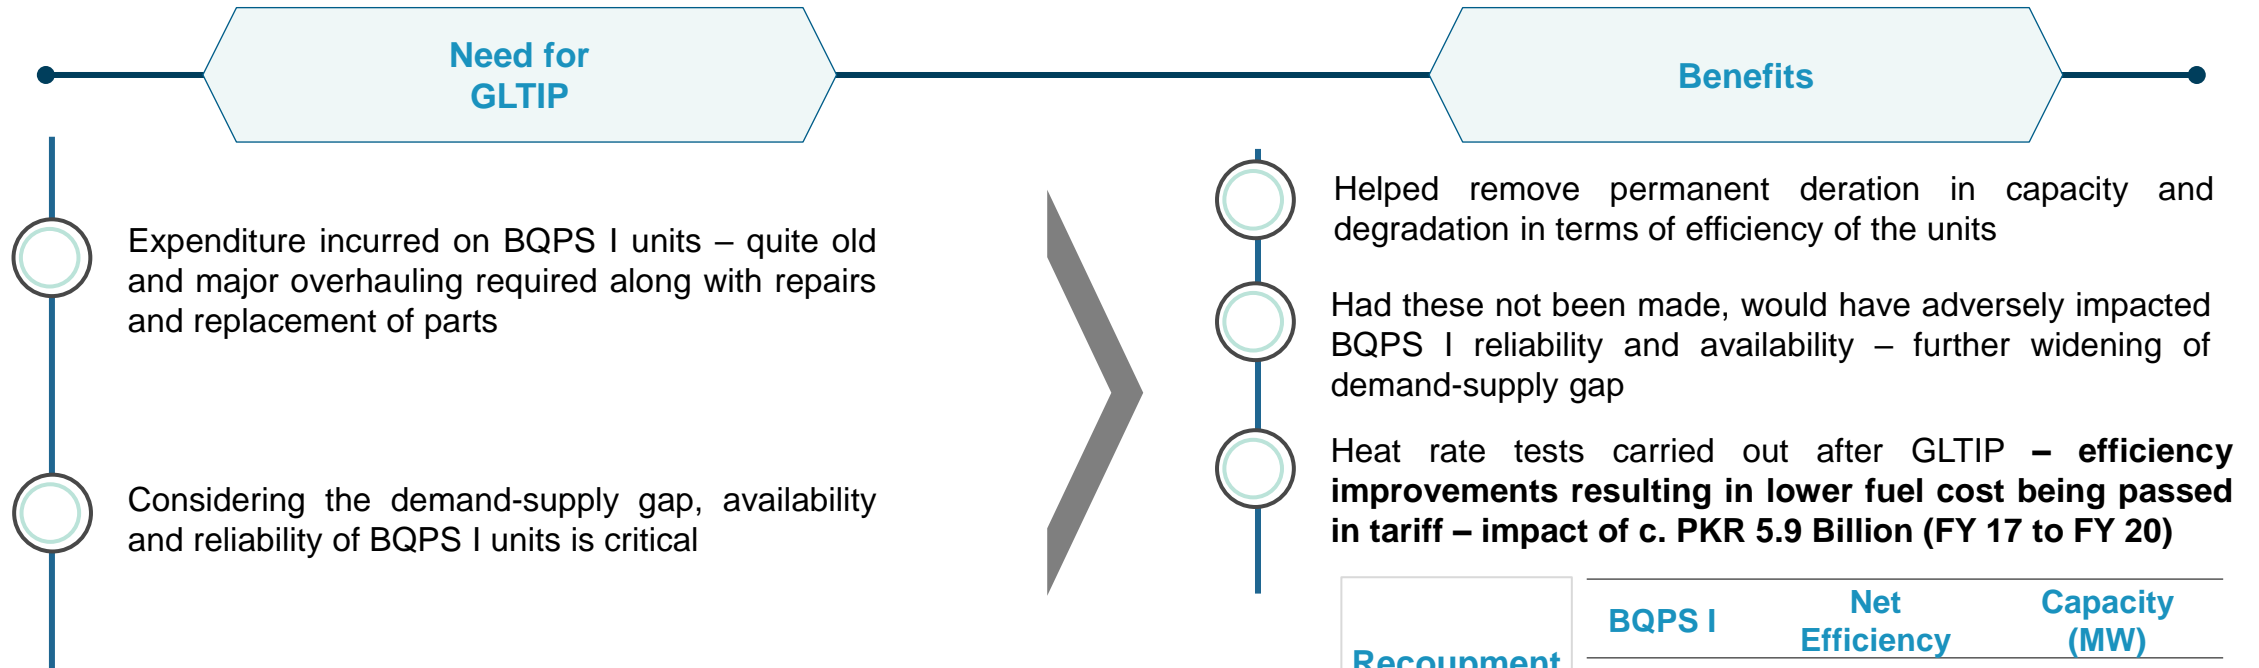 Need for
GLTIP
Expenditure incurred on BQPS I units – quite old
and major overhauling required along with repairs
and replacement of parts
Considering the demand-supply gap, availability
and reliability of BQPS I units is critical
Benefits
Helped remove permanent deration in capacity and
degradation in terms of efficiency of the units
Had these not been made, would have adversely impacted
BQPS I reliability and availability – further widening of
demand-supply gap
Heat rate tests carried out after GLTIP – efficiency
improvements resulting in lower fuel cost being passed
in tariff – impact of c. PKR 5.9 Billion (FY 17 to FY 20)
Recoupment
BQPS I
Net
Efficiency
Capacity
(MW)